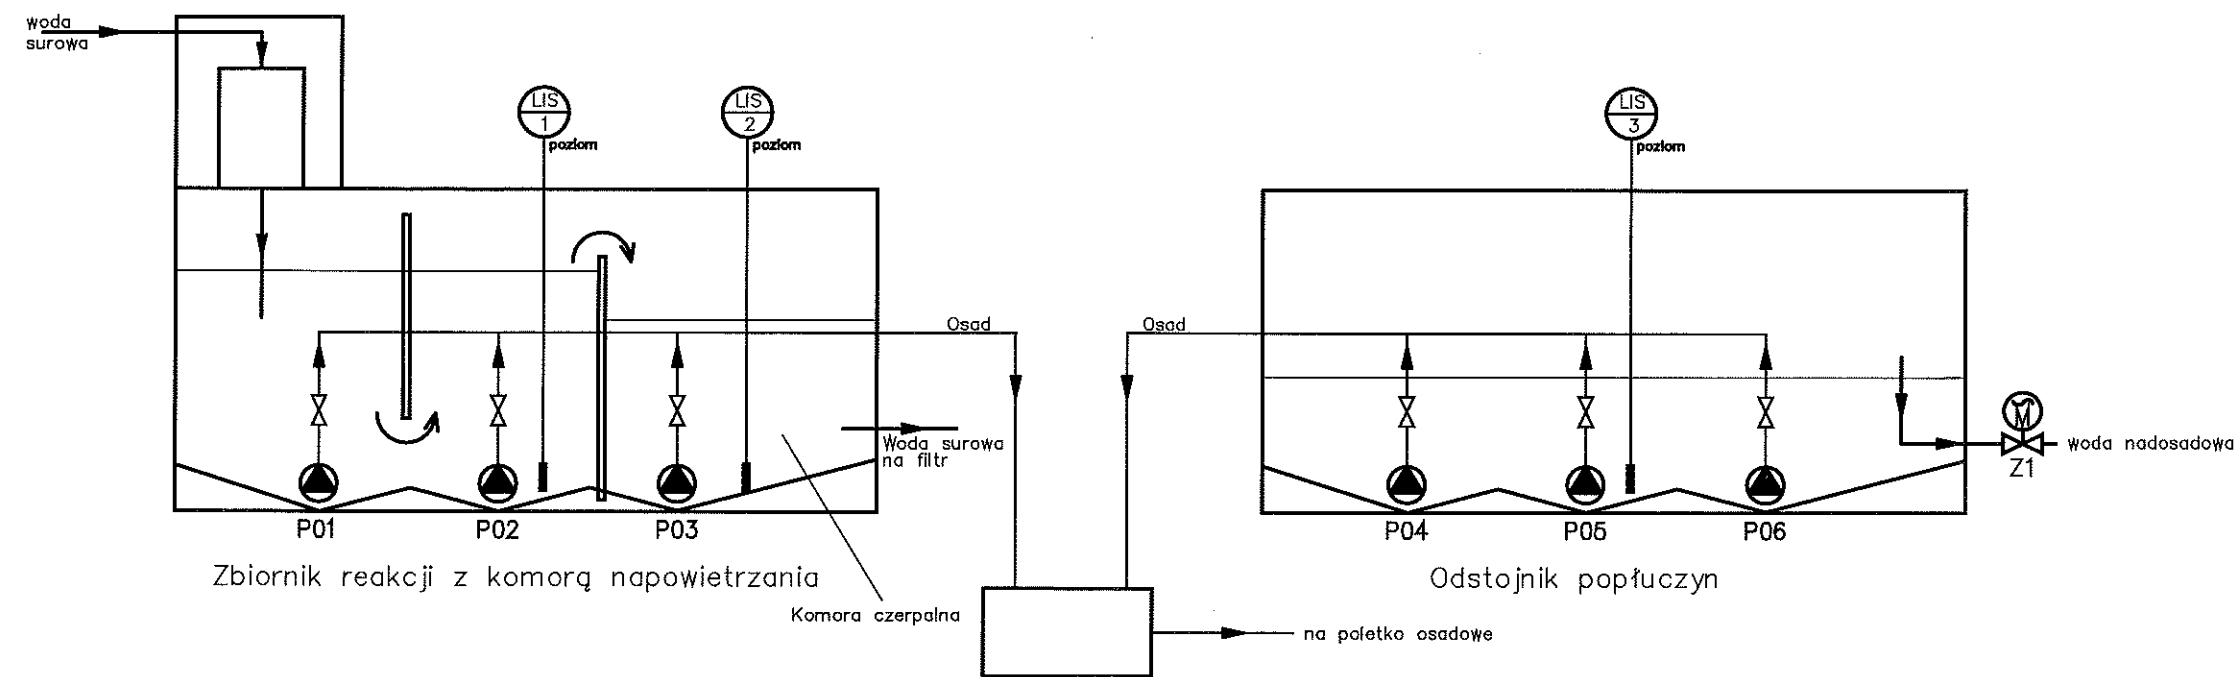 woda
surowa
LIS
1
poziom
LIS
2
poziom
LIS
3
poziom
Osad
Osad
Woda surowa
na filtr
M
Z1
woda nadosadowa
P01
P02
P03
P04
P05
P06
Zbiornik reakcji z komorą napowietrzania
Odstojnik popłuczyn
Komora czerpalna
na poletko osadowe